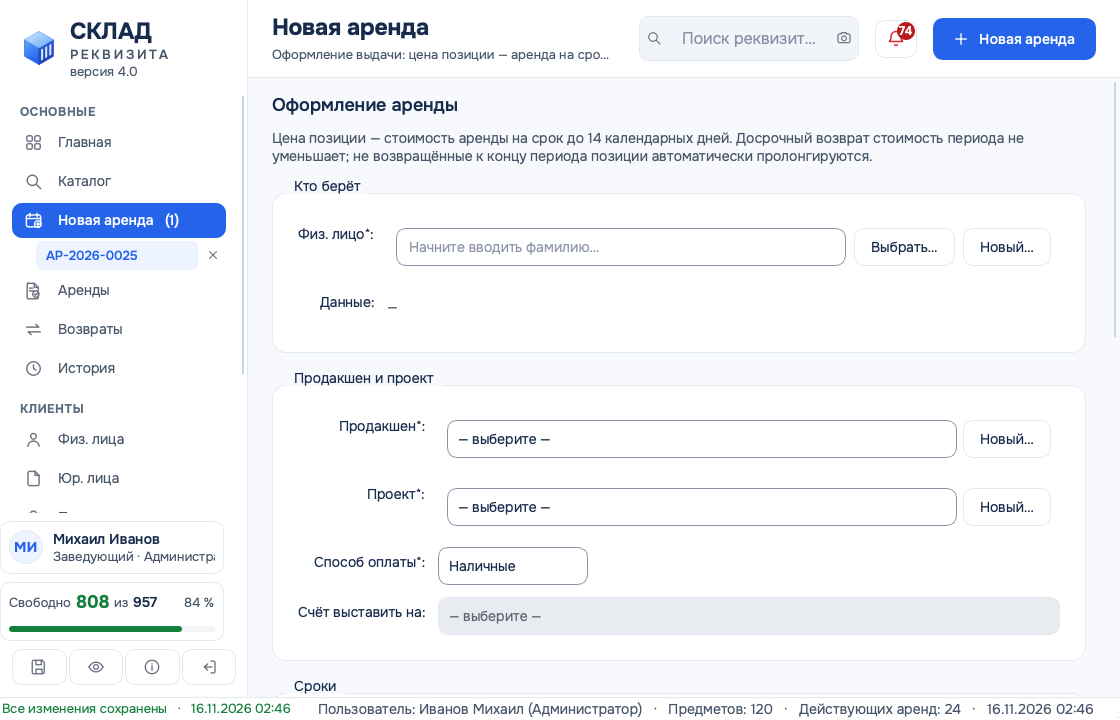 СКЛАД
РЕКВИЗИТА
версия 4.0
ОСНОВНЫЕ
Главная
Каталог
Новая аренда (1)
АР-2026-0025
Аренды
Возвраты
История
КЛИЕНТЫ
Физ. лица
Юр. лица
МИ
Михаил Иванов
Заведующий · Администра
Свободно 808 из 957 84 %
Новая аренда
Оформление выдачи: цена позиции — аренда на сро...
Поиск реквизит...
74
Новая аренда
Оформление аренды
Цена позиции — стоимость аренды на срок до 14 календарных дней. Досрочный возврат стоимость периода не
уменьшает; не возвращённые к концу периода позиции автоматически пролонгируются.
Кто берёт
Физ. лицо*:
Начните вводить фамилию...
Выбрать...
Новый...
Данные: —
Продакшен и проект
Продакшен*:
— выберите —
Новый...
Проект*:
— выберите —
Новый...
Способ оплаты*:
Наличные
Счёт выставить на:
— выберите —
Сроки
Все изменения сохранены · 16.11.2026 02:46
Пользователь: Иванов Михаил (Администратор) · Предметов: 120 · Действующих аренд: 24 · 16.11.2026 02:46